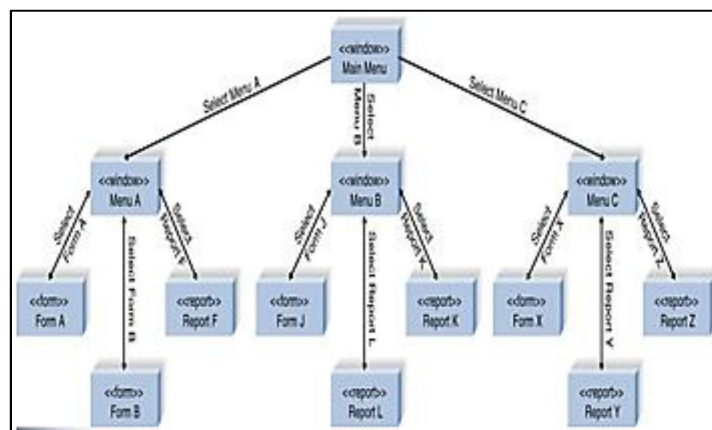 <<window>>
Main Menu
Select Menu A
Select
Menu B
Select Menu C
<<window>>
Menu A
<<window>>
Menu B
<<window>>
Menu C
Select
Form A
Select Form B
Select
Report F
Select
Form J
Select Report L
Select
Report K
Select
Form X
Select Report Y
Select
Report Z
<<form>>
Form A
<<report>>
Report F
<<form>>
Form J
<<report>>
Report K
<<form>>
Form X
<<report>>
Report Z
<<form>>
Form B
<<report>>
Report L
<<report>>
Report Y